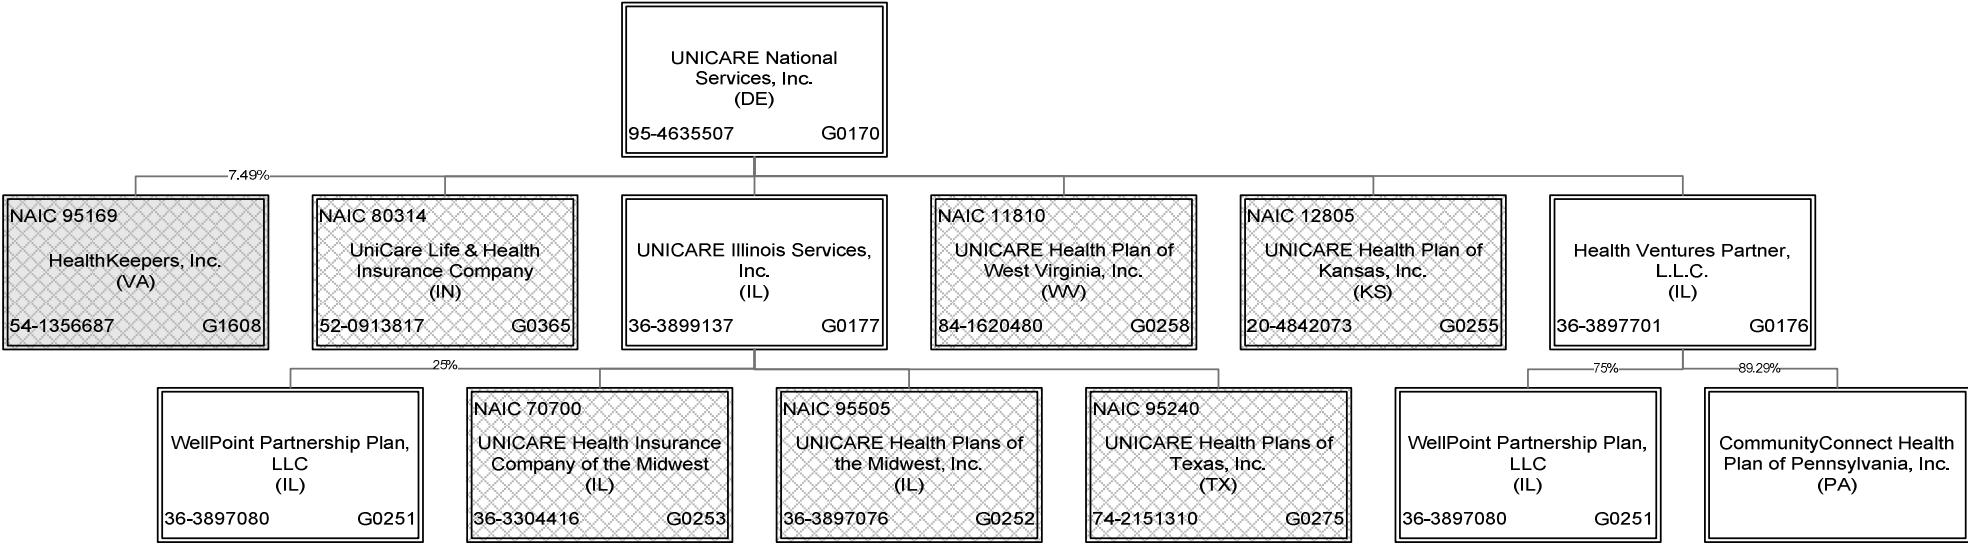 UNICARE National
Services, Inc.
(DE)
95-4635507 G0170
7.49%
NAIC 95169
HealthKeepers, Inc.
(VA)
54-1356687 G1608
NAIC 80314
UniCare Life & Health
Insurance Company
(IN)
52-0913817 G0365
UNICARE Illinois Services,
Inc.
(IL)
36-3899137 G0177
NAIC 11810
UNICARE Health Plan of
West Virginia, Inc.
(WV)
84-1620480 G0258
NAIC 12805
UNICARE Health Plan of
Kansas, Inc.
(KS)
20-4842073 G0255
Health Ventures Partner,
L.L.C.
(IL)
36-3897701 G0176
25%
75%
89.29%
WellPoint Partnership Plan,
LLC
(IL)
36-3897080 G0251
NAIC 70700
UNICARE Health Insurance
Company of the Midwest
(IL)
36-3304416 G0253
NAIC 95505
UNICARE Health Plans of
the Midwest, Inc.
(IL)
36-3897076 G0252
NAIC 95240
UNICARE Health Plans of
Texas, Inc.
(TX)
74-2151310 G0275
WellPoint Partnership Plan,
LLC
(IL)
36-3897080 G0251
CommunityConnect Health
Plan of Pennsylvania, Inc.
(PA)